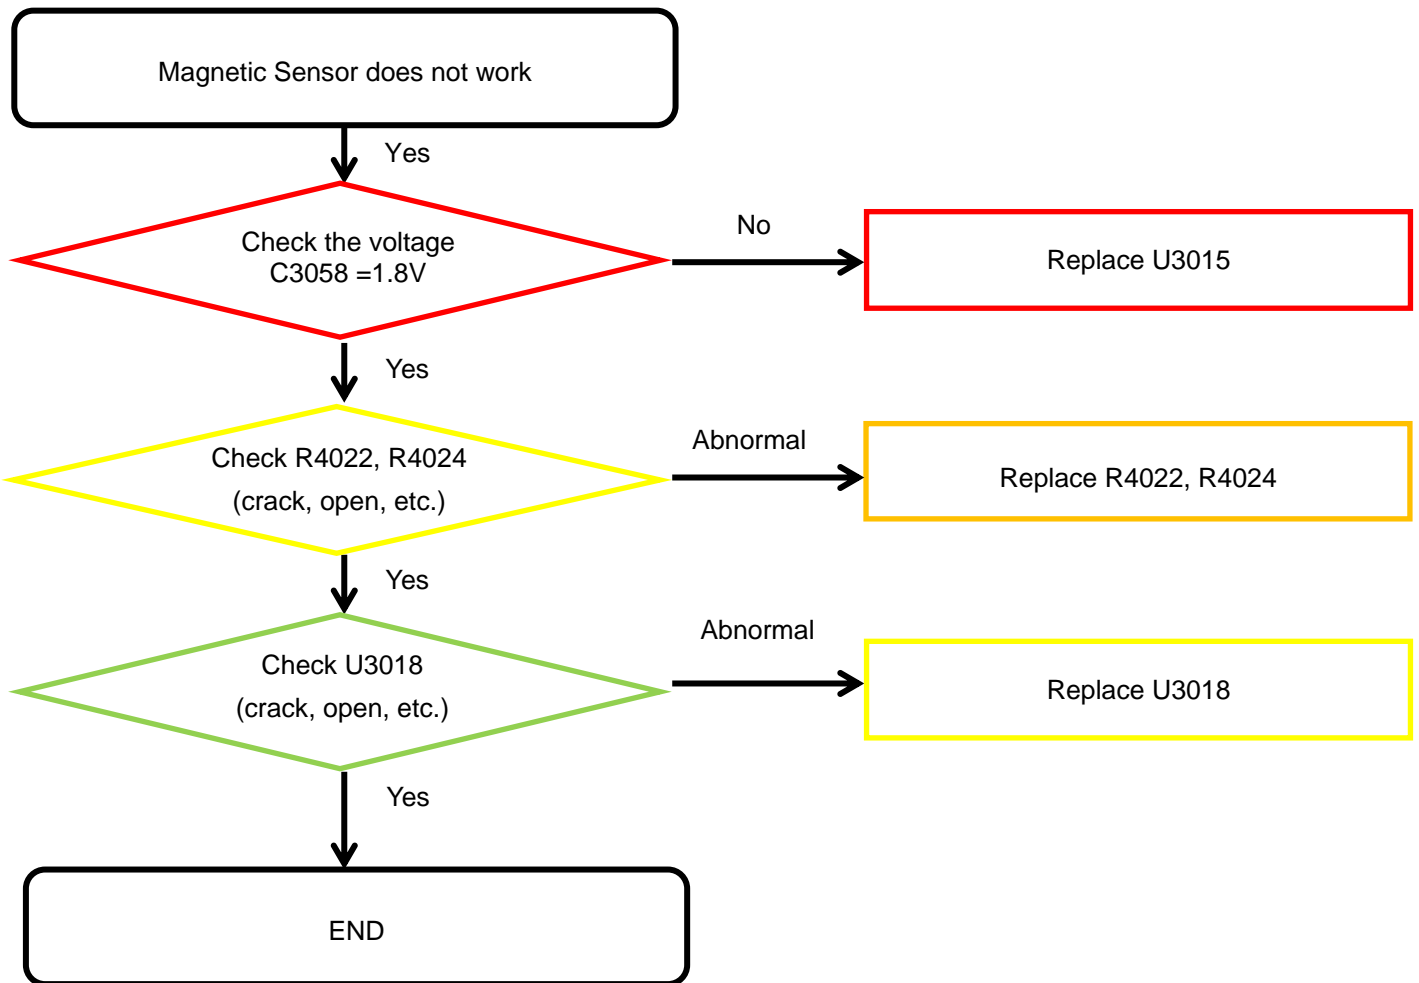 Magnetic Sensor does not work
Yes
Check the voltage
C3058 =1.8V
No
Replace U3015
Yes
Check R4022, R4024
(crack, open, etc.)
Abnormal
Replace R4022, R4024
Yes
Check U3018
(crack, open, etc.)
Abnormal
Replace U3018
Yes
END